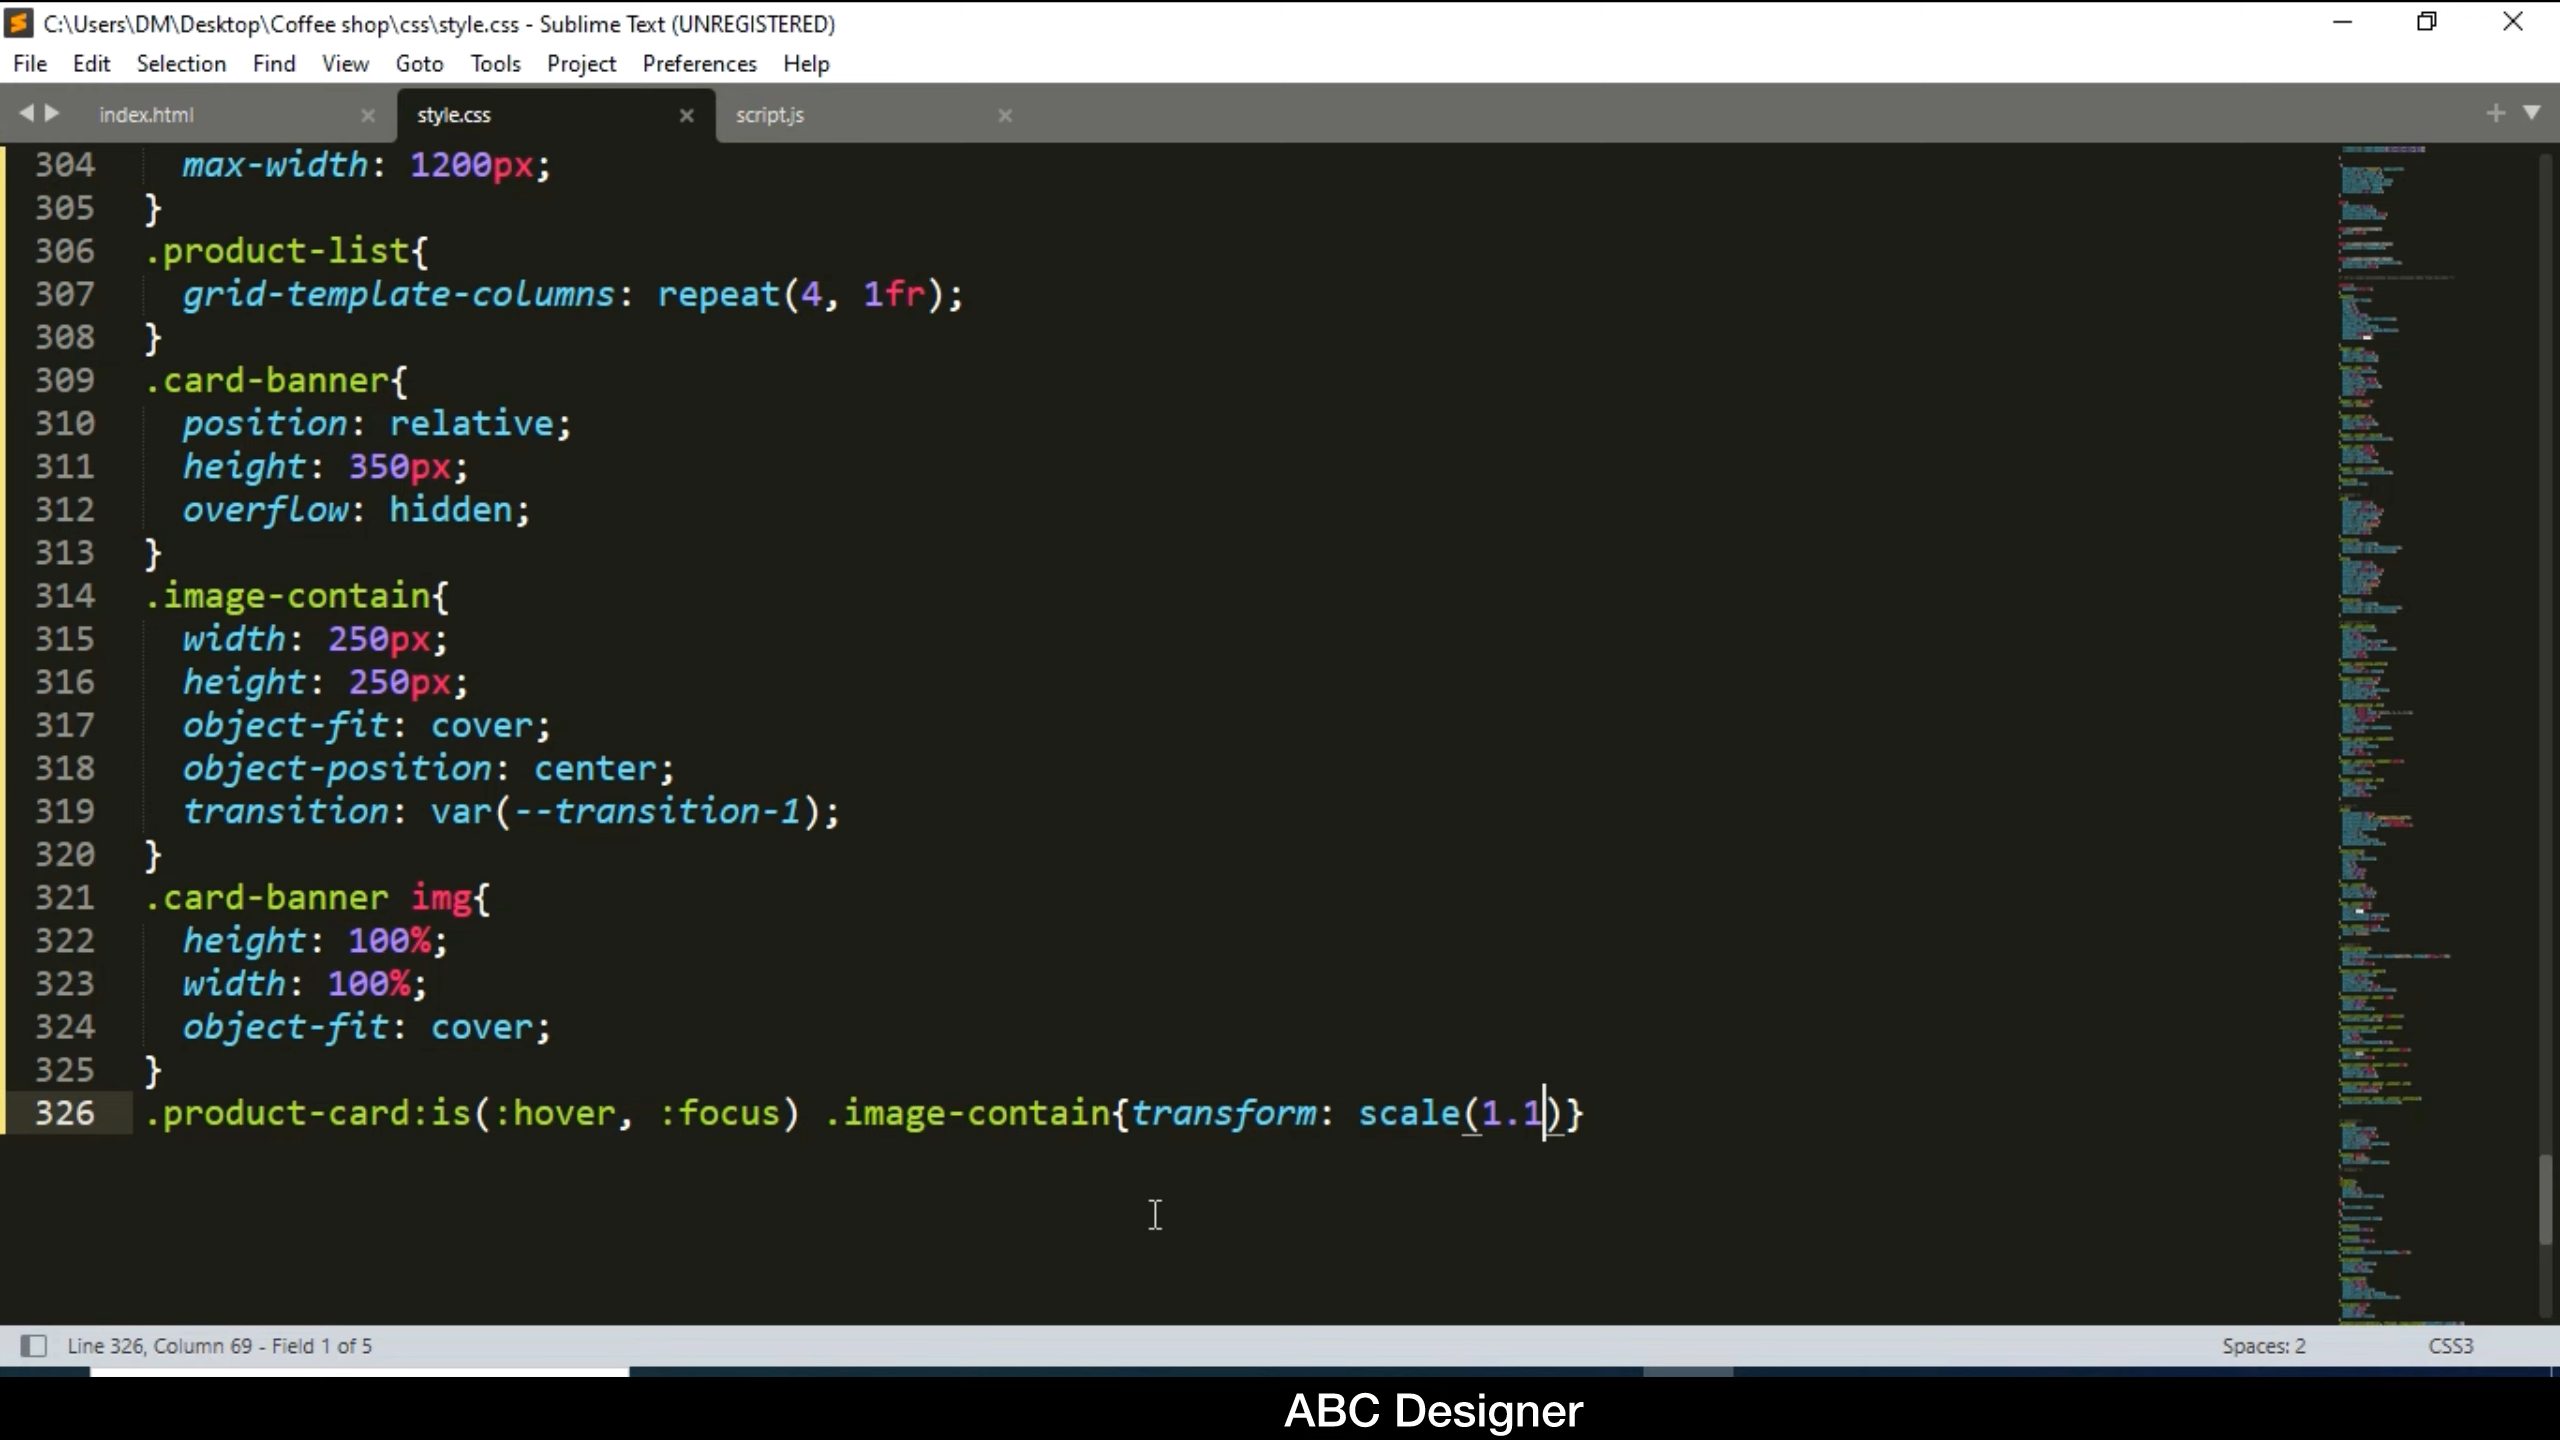 C:\Users\DM\Desktop\Coffee shop\css\style.css - Sublime Text (UNREGISTERED)
File Edit Selection Find View Goto Tools Project Preferences Help
index.html style.css script.js
304 max-width: 1200px;
305 }
306 .product-list{
307 grid-template-columns: repeat(4, 1fr);
308 }
309 .card-banner{
310 position: relative;
311 height: 350px;
312 overflow: hidden;
313 }
314 .image-contain{
315 width: 250px;
316 height: 250px;
317 object-fit: cover;
318 object-position: center;
319 transition: var(--transition-1);
320 }
321 .card-banner img{
322 height: 100%;
323 width: 100%;
324 object-fit: cover;
325 }
326 .product-card:is(:hover, :focus) .image-contain{transform: scale(1.1)}
Line 326, Column 69 - Field 1 of 5 Spaces: 2 CSS3
ABC Designer